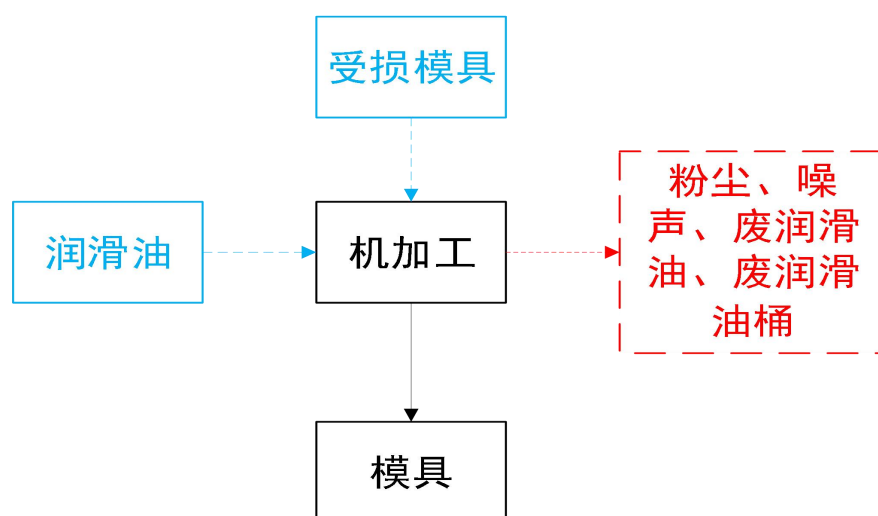 受损模具
润滑油
机加工
粉尘、噪
声、废润滑
油、废润滑
油桶
模具